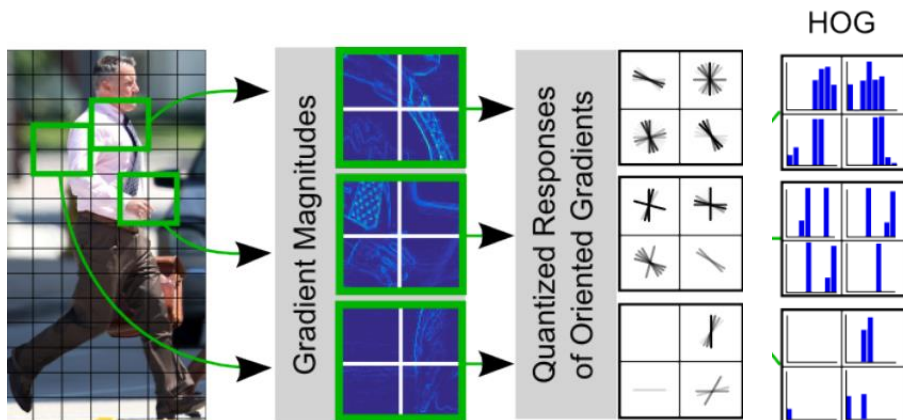 HOG
Gradient Magnitudes
Quantized Responses
of Oriented Gradients